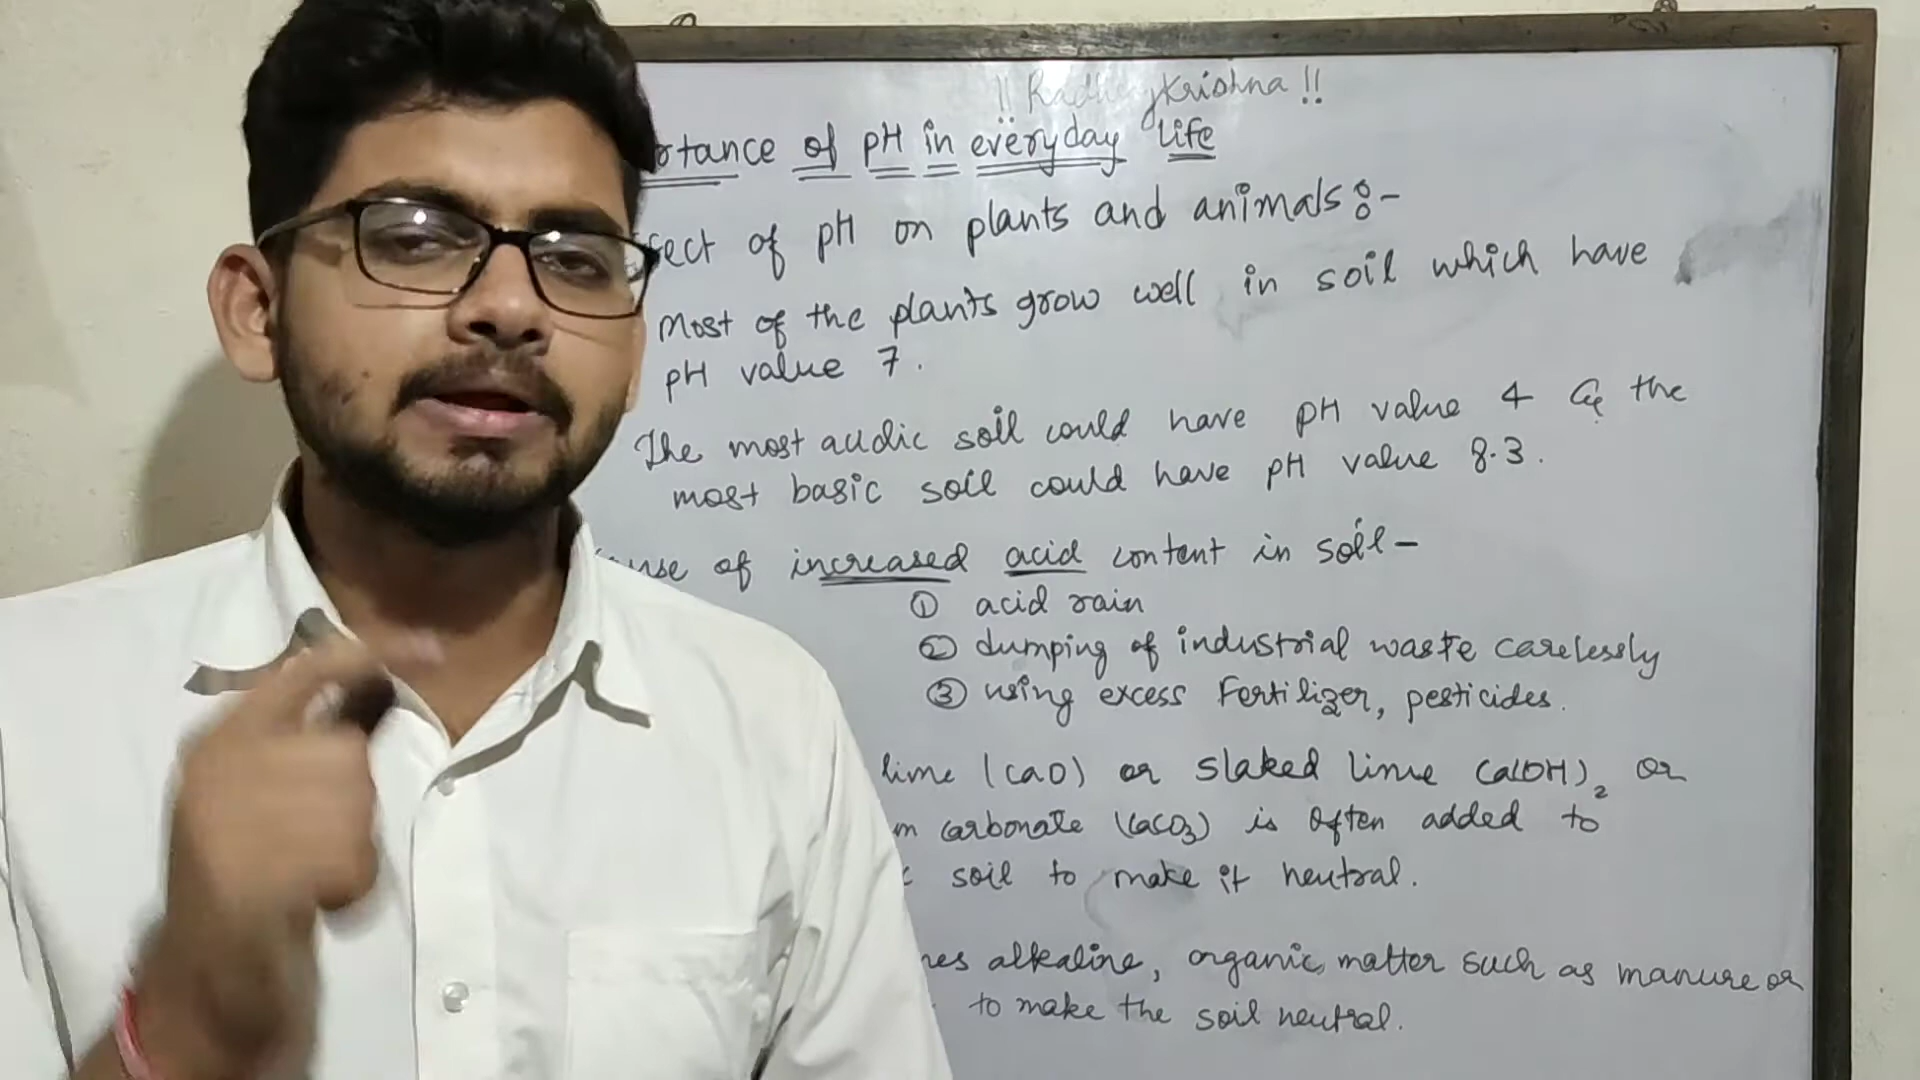 !! Radhey Krishna !!
rtance of pH in everyday life
fect of pH on plants and animals :-
Most of the plants grow well in soil which have
pH value 7.
The most acidic soil could have pH value 4 & the
most basic soil could have pH value 8.3.
use of increased acid content in soil -
① acid rain
② dumping of industrial waste carelessly
③ using excess Fertilizer, pesticides.
lime (CaO) or slaked lime Ca(OH)₂ or
m carbonate (CaCO₃) is often added to
c soil to make it neutral.
nes alkaline, organic matter such as manure or
to make the soil neutral.